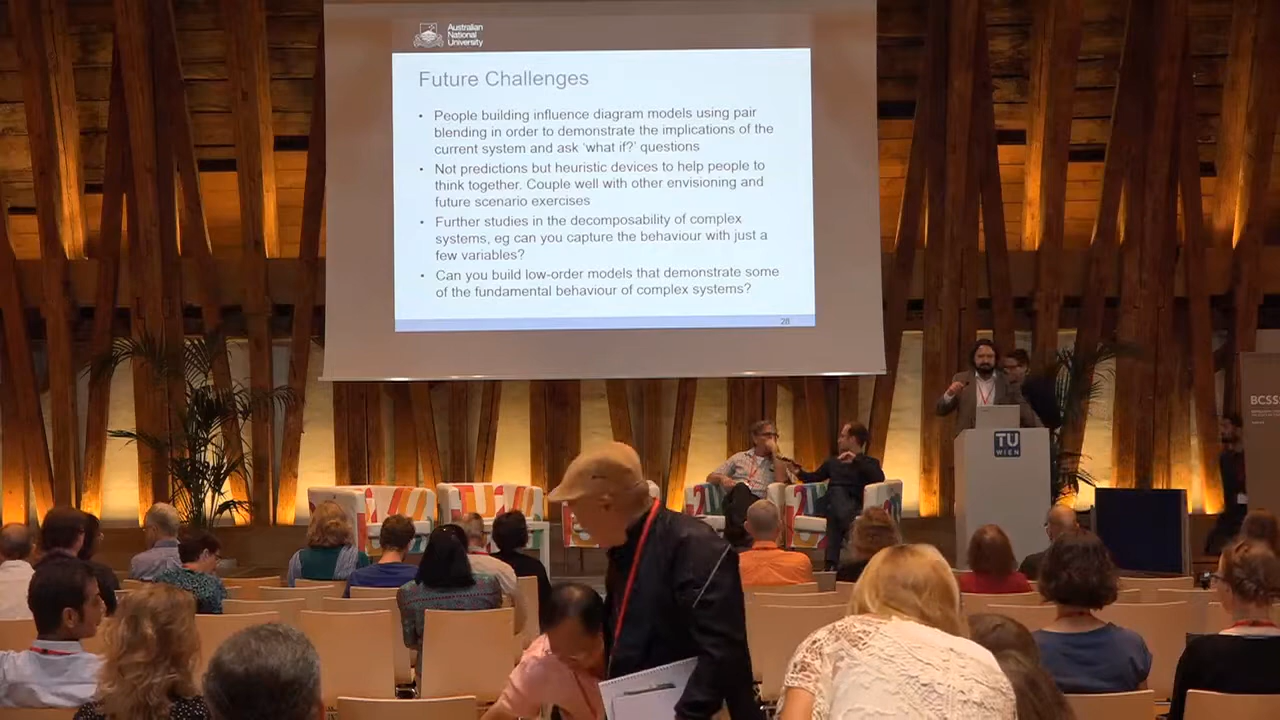 Australian
National
University
Future Challenges
• People building influence diagram models using pair
blending in order to demonstrate the implications of the
current system and ask 'what if?' questions
• Not predictions but heuristic devices to help people to
think together. Couple well with other envisioning and
future scenario exercises
• Further studies in the decomposability of complex
systems, eg can you capture the behaviour with just a
few variables?
• Can you build low-order models that demonstrate some
of the fundamental behaviour of complex systems?
28
TU
WIEN
BCSS